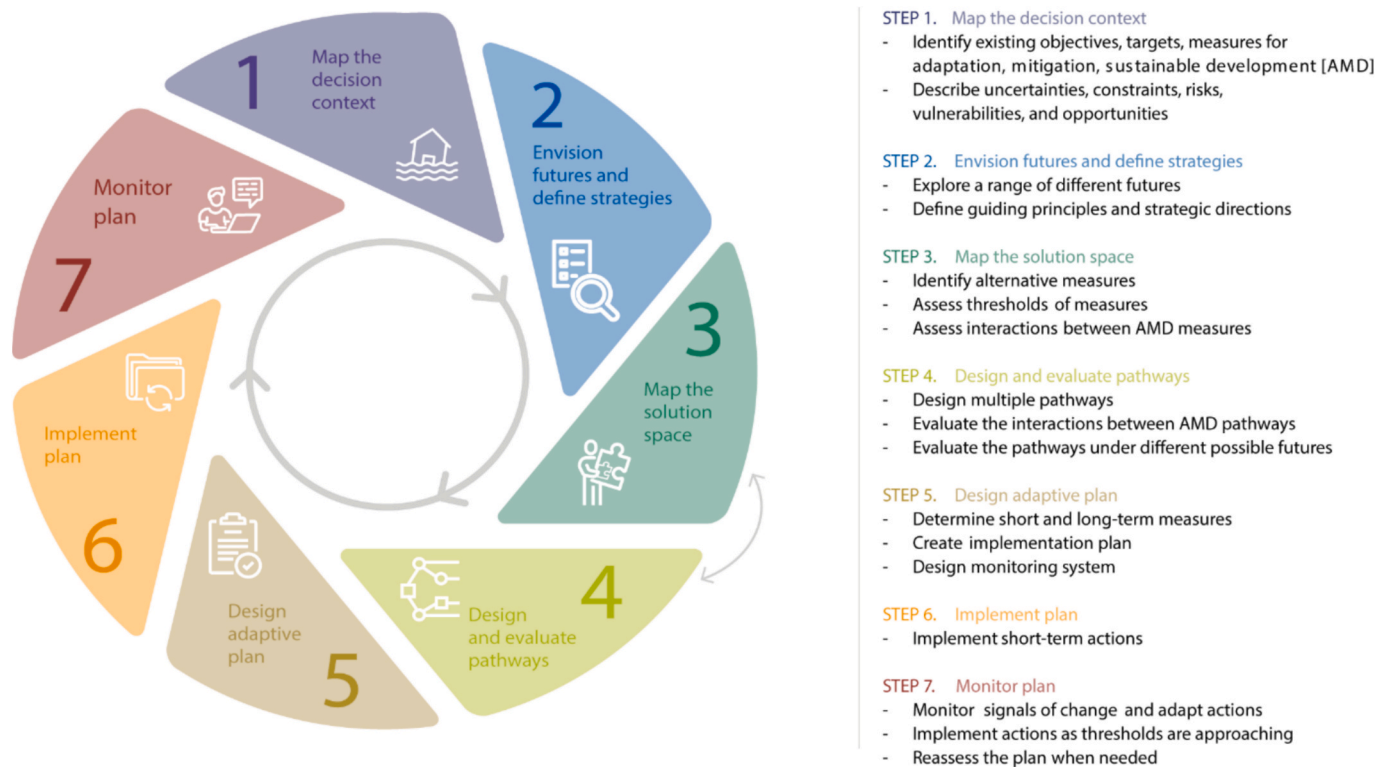 1
Map the
decision
context
2
Envision
futures and
define strategies
3
Map the
solution
space
4
Design
and evaluate
pathways
5
Design
adaptive
plan
6
Implement
plan
7
Monitor
plan
STEP 1. Map the decision context
- Identify existing objectives, targets, measures for
adaptation, mitigation, sustainable development [AMD]
- Describe uncertainties, constraints, risks,
vulnerabilities, and opportunities
STEP 2. Envision futures and define strategies
- Explore a range of different futures
- Define guiding principles and strategic directions
STEP 3. Map the solution space
- Identify alternative measures
- Assess thresholds of measures
- Assess interactions between AMD measures
STEP 4. Design and evaluate pathways
- Design multiple pathways
- Evaluate the interactions between AMD pathways
- Evaluate the pathways under different possible futures
STEP 5. Design adaptive plan
- Determine short and long-term measures
- Create implementation plan
- Design monitoring system
STEP 6. Implement plan
- Implement short-term actions
STEP 7. Monitor plan
- Monitor signals of change and adapt actions
- Implement actions as thresholds are approaching
- Reassess the plan when needed